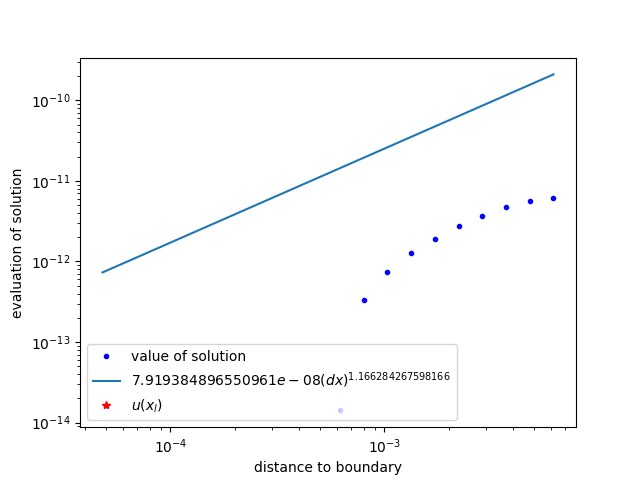 10⁻¹⁰
10⁻¹¹
10⁻¹²
10⁻¹³
10⁻¹⁴
evaluation of solution
value of solution
7.919384896550961e − 08(dx)^1.166284267598166
u(x_l)
10⁻⁴
10⁻³
distance to boundary